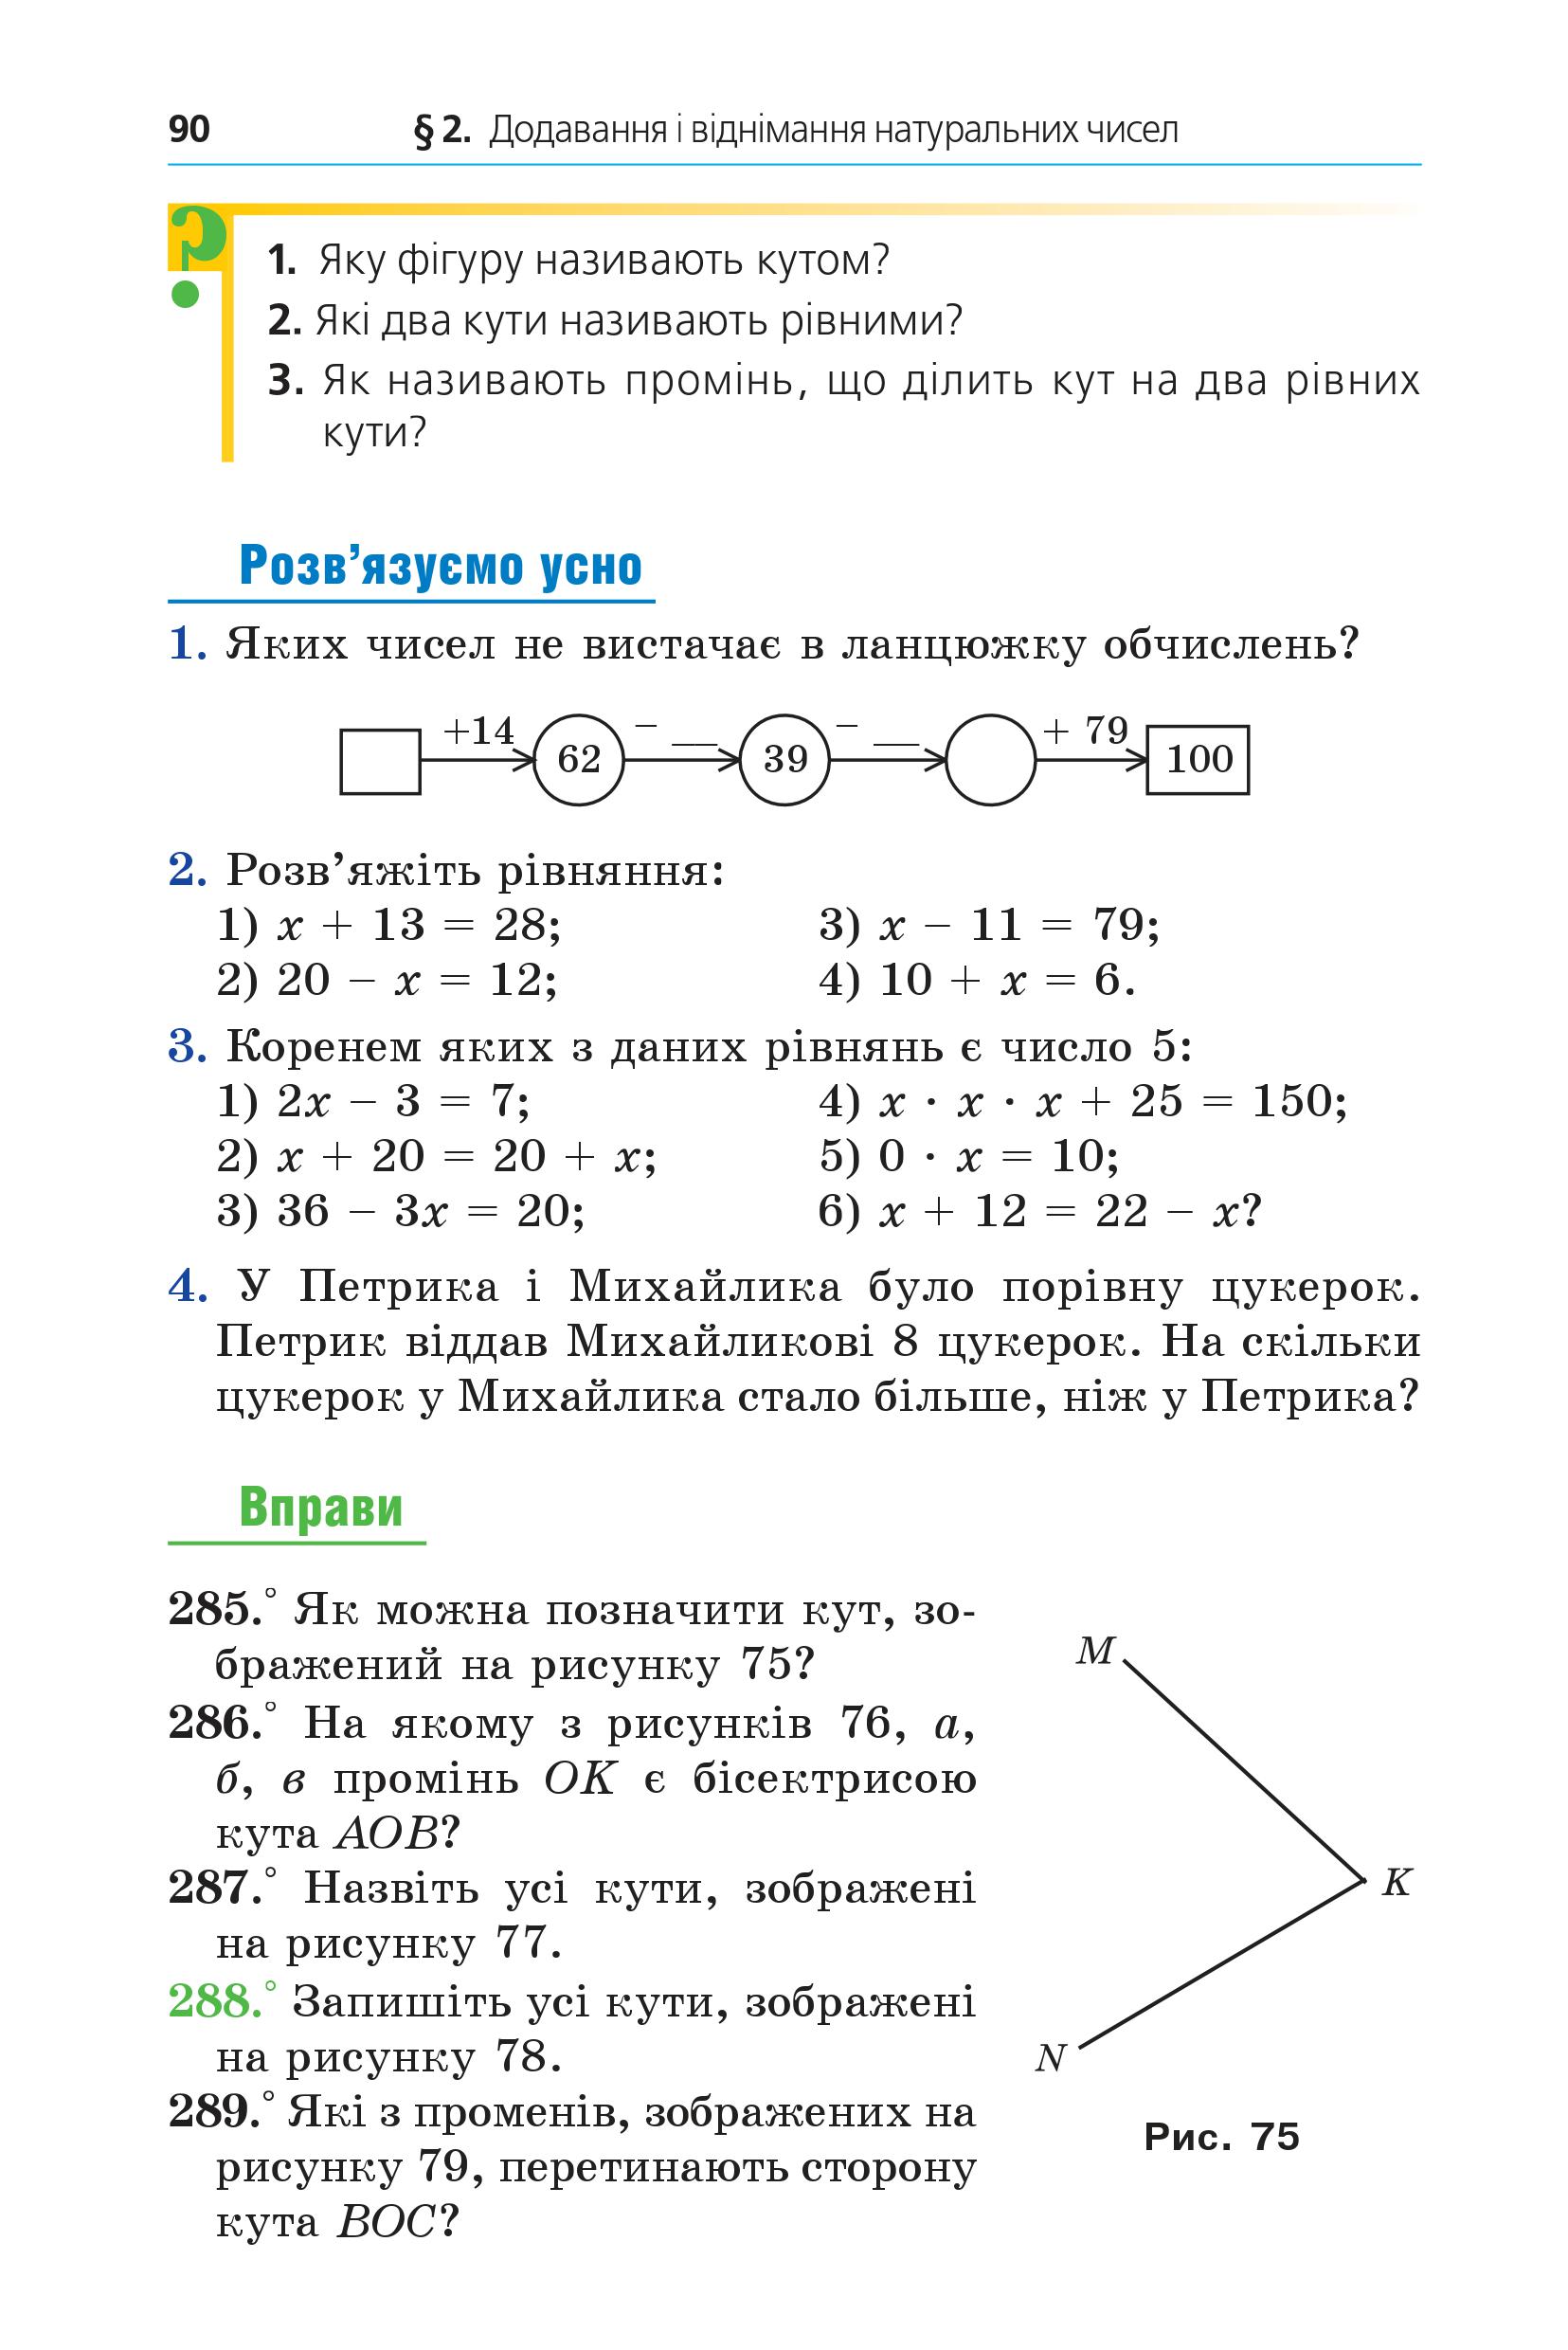 90 § 2. Додавання і віднімання натуральних чисел
?
1. Яку фігуру називають кутом?
2. Які два кути називають рівними?
3. Як називають промінь, що ділить кут на два рівних
кути?
Розв’язуємо усно
1. Яких чисел не вистачає в ланцюжку обчислень?
+14 62 – __ 39 – __ + 79 100
2. Розв’яжіть рівняння:
1) x + 13 = 28; 3) x – 11 = 79;
2) 20 – x = 12; 4) 10 + x = 6.
3. Коренем яких з даних рівнянь є число 5:
1) 2x – 3 = 7; 4) x · x · x + 25 = 150;
2) x + 20 = 20 + x; 5) 0 · x = 10;
3) 36 – 3x = 20; 6) x + 12 = 22 – x?
4. У Петрика і Михайлика було порівну цукерок.
Петрик віддав Михайликові 8 цукерок. На скільки
цукерок у Михайлика стало більше, ніж у Петрика?
Вправи
285.° Як можна позначити кут, зо-
бражений на рисунку 75?
286.° На якому з рисунків 76, а,
б, в промінь OK є бісектрисою
кута AOB?
287.° Назвіть усі кути, зображені
на рисунку 77.
288.° Запишіть усі кути, зображені
на рисунку 78.
289.° Які з променів, зображених на
рисунку 79, перетинають сторону
кута BOC?
M
K
N
Рис. 75